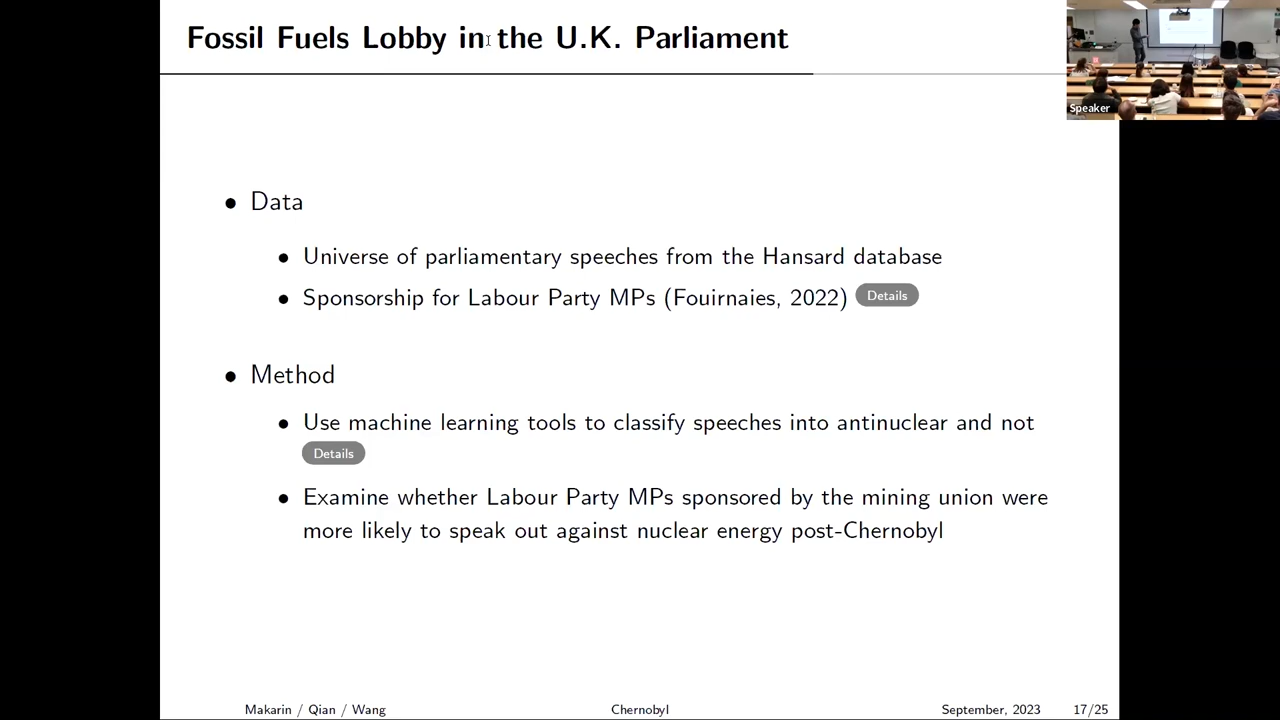 Fossil Fuels Lobby in the U.K. Parliament
Speaker
• Data
• Universe of parliamentary speeches from the Hansard database
• Sponsorship for Labour Party MPs (Fouirnaies, 2022) Details
• Method
• Use machine learning tools to classify speeches into antinuclear and not
Details
• Examine whether Labour Party MPs sponsored by the mining union were
more likely to speak out against nuclear energy post-Chernobyl
Makarin / Qian / Wang Chernobyl September, 2023 17/25